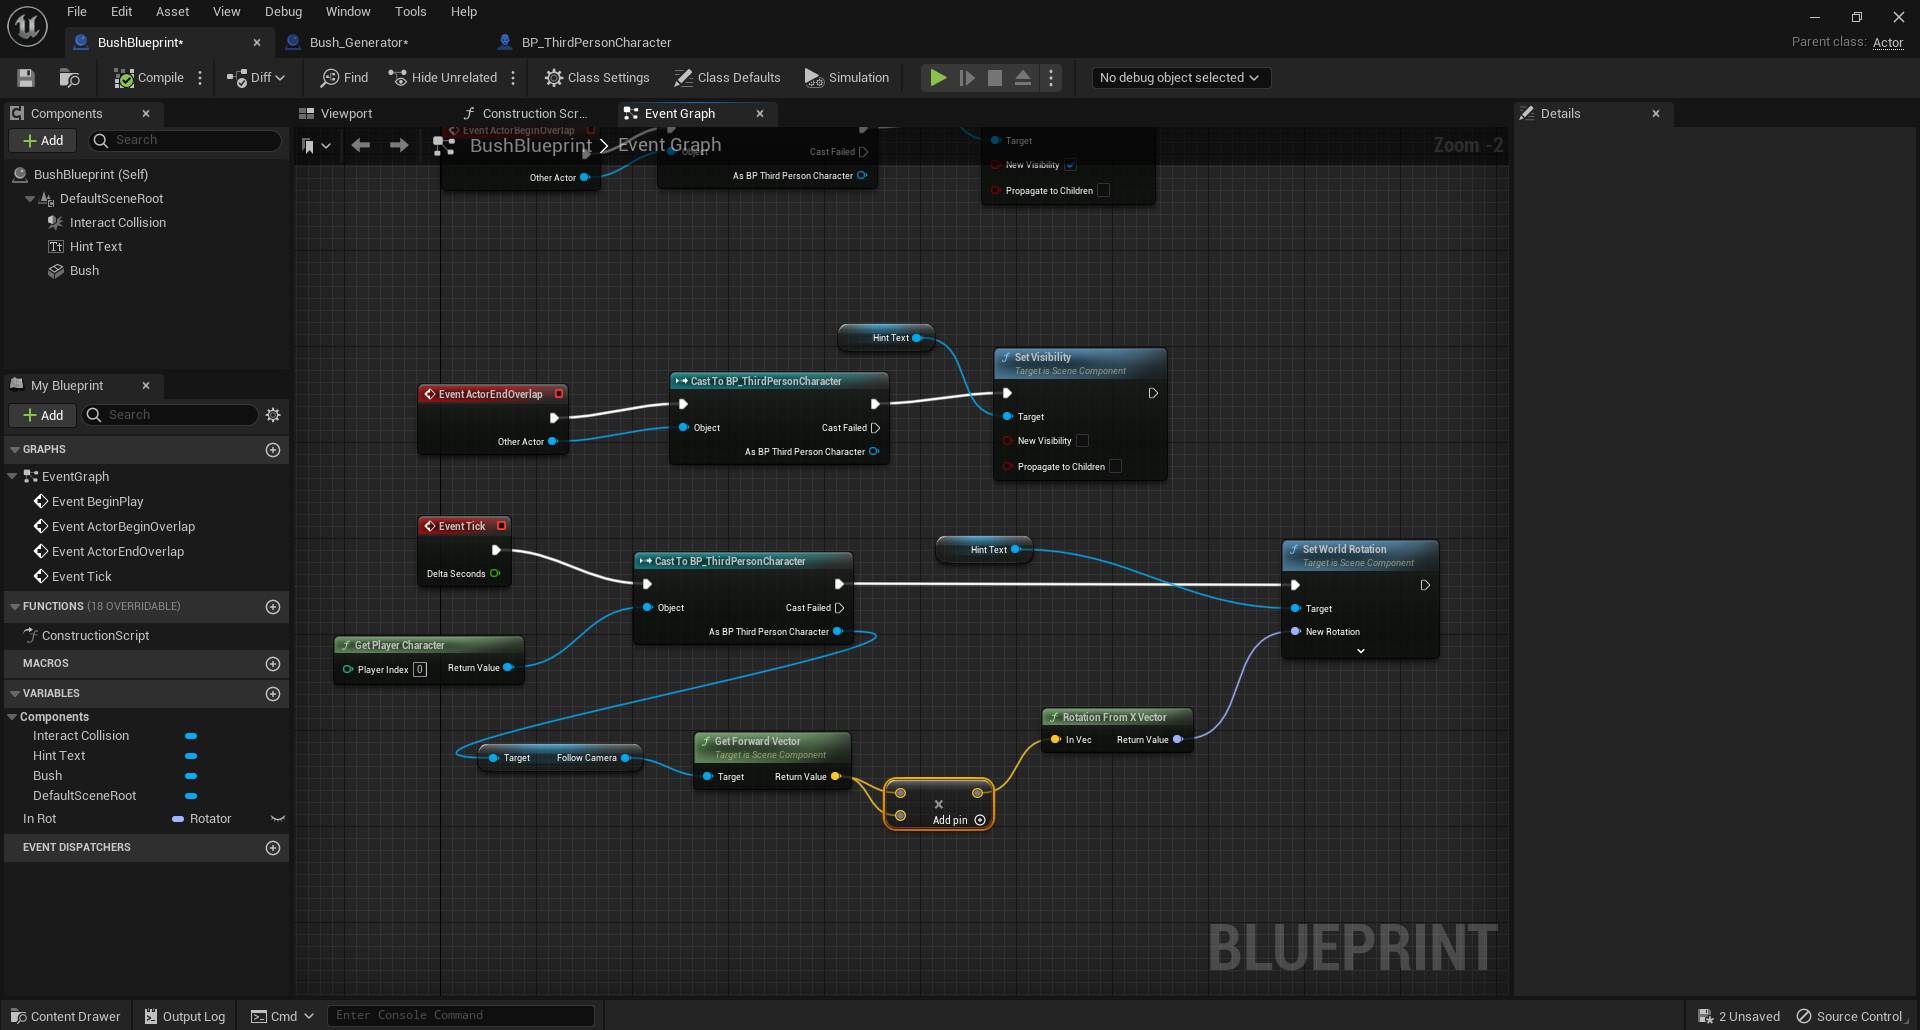 File Edit Asset View Debug Window Tools Help
BushBlueprint* Bush_Generator* BP_ThirdPersonCharacter
Parent class: Actor
Compile Diff Find Hide Unrelated Class Settings Class Defaults Simulation No debug object selected
Components
Add Search
BushBlueprint (Self)
DefaultSceneRoot
Interact Collision
Hint Text
Bush
My Blueprint
Add Search
GRAPHS
EventGraph
Event BeginPlay
Event ActorBeginOverlap
Event ActorEndOverlap
Event Tick
FUNCTIONS (18 OVERRIDABLE)
ConstructionScript
MACROS
VARIABLES
Components
Interact Collision
Hint Text
Bush
DefaultSceneRoot
In Rot Rotator
EVENT DISPATCHERS
Viewport Construction Scr... Event Graph
BushBlueprint > Event Graph
Zoom -2
Event ActorBeginOverlap
Other Actor
Object
Cast Failed
As BP Third Person Character
Target
New Visibility
Propagate to Children
Hint Text
Event ActorEndOverlap
Other Actor
Cast To BP_ThirdPersonCharacter
Object
Cast Failed
As BP Third Person Character
Set Visibility
Target is Scene Component
Target
New Visibility
Propagate to Children
Event Tick
Delta Seconds
Cast To BP_ThirdPersonCharacter
Object
Cast Failed
As BP Third Person Character
Hint Text
Set World Rotation
Target is Scene Component
Target
New Rotation
Get Player Character
Player Index 0 Return Value
Target Follow Camera
Get Forward Vector
Target is Scene Component
Target Return Value
Add pin
Rotation From X Vector
In Vec Return Value
BLUEPRINT
Details
Content Drawer Output Log Cmd Enter Console Command
2 Unsaved Source Control